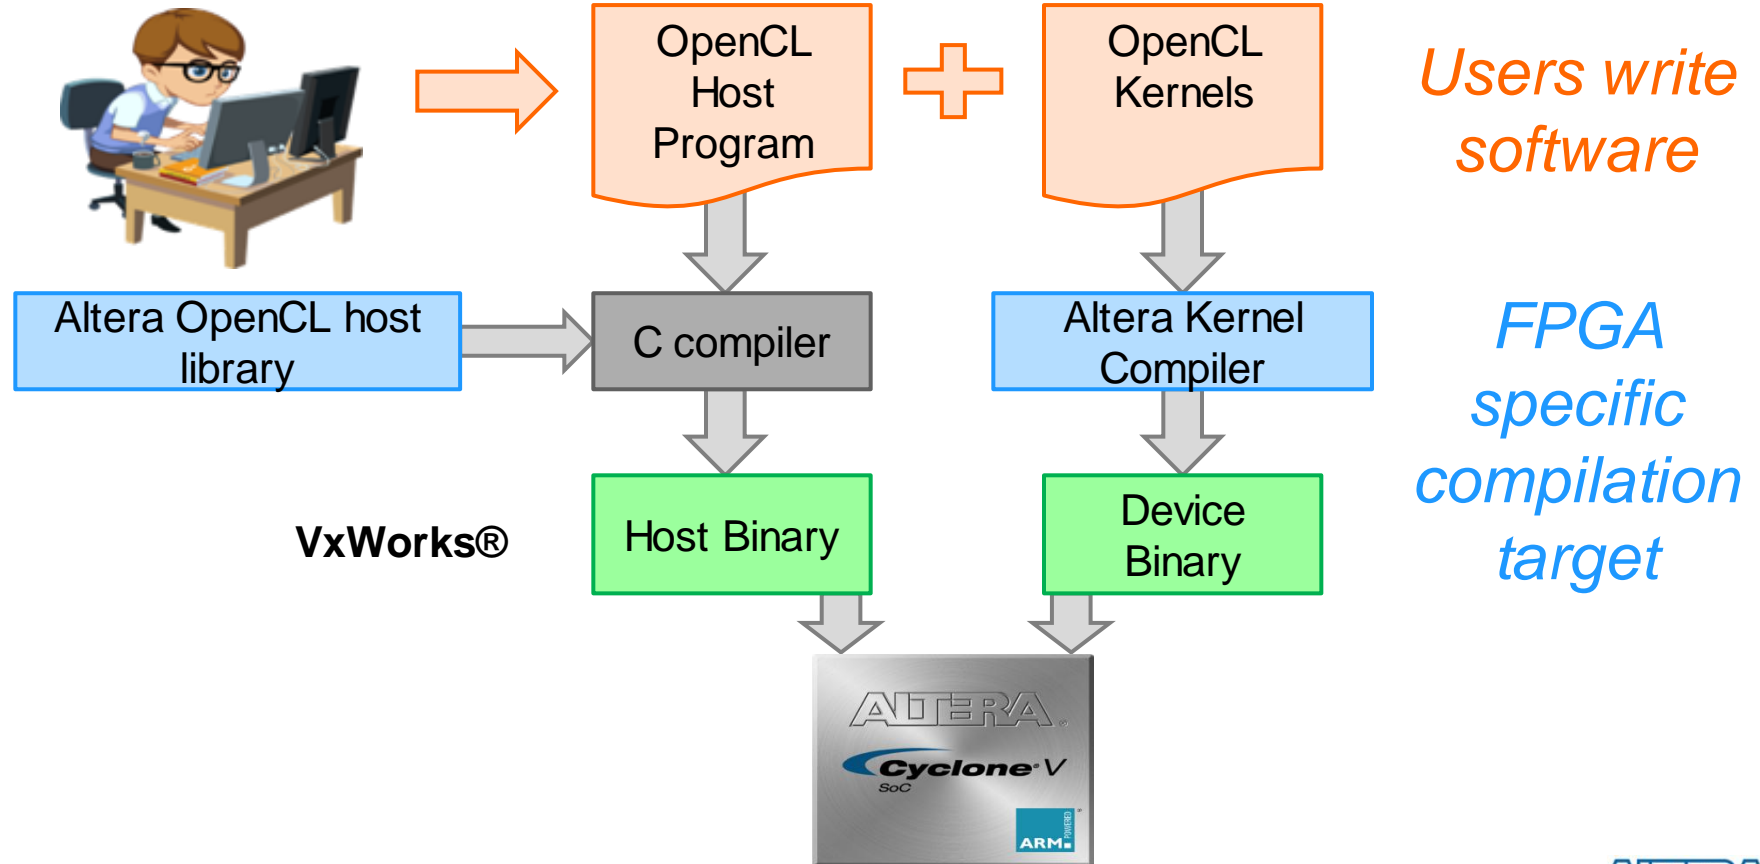 OpenCL
Host
Program
OpenCL
Kernels
Users write
software
Altera OpenCL host
library
C compiler
Altera Kernel
Compiler
FPGA
specific
compilation
target
VxWorks®
Host Binary
Device
Binary
ALTERA®
Cyclone® V
SoC
ARM®
POWERED